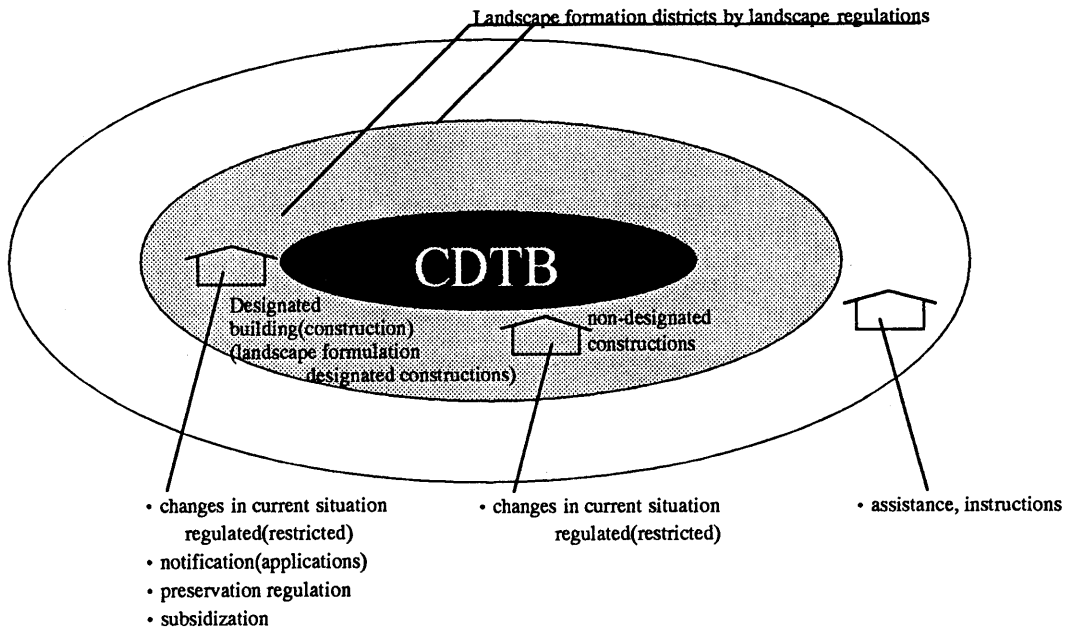 Landscape formation districts by landscape regulations
CDTB
Designated
building(construction)
(landscape formulation
designated constructions)
non-designated
constructions
• changes in current situation
regulated(restricted)
• notification(applications)
• preservation regulation
• subsidization
• changes in current situation
regulated(restricted)
• assistance, instructions